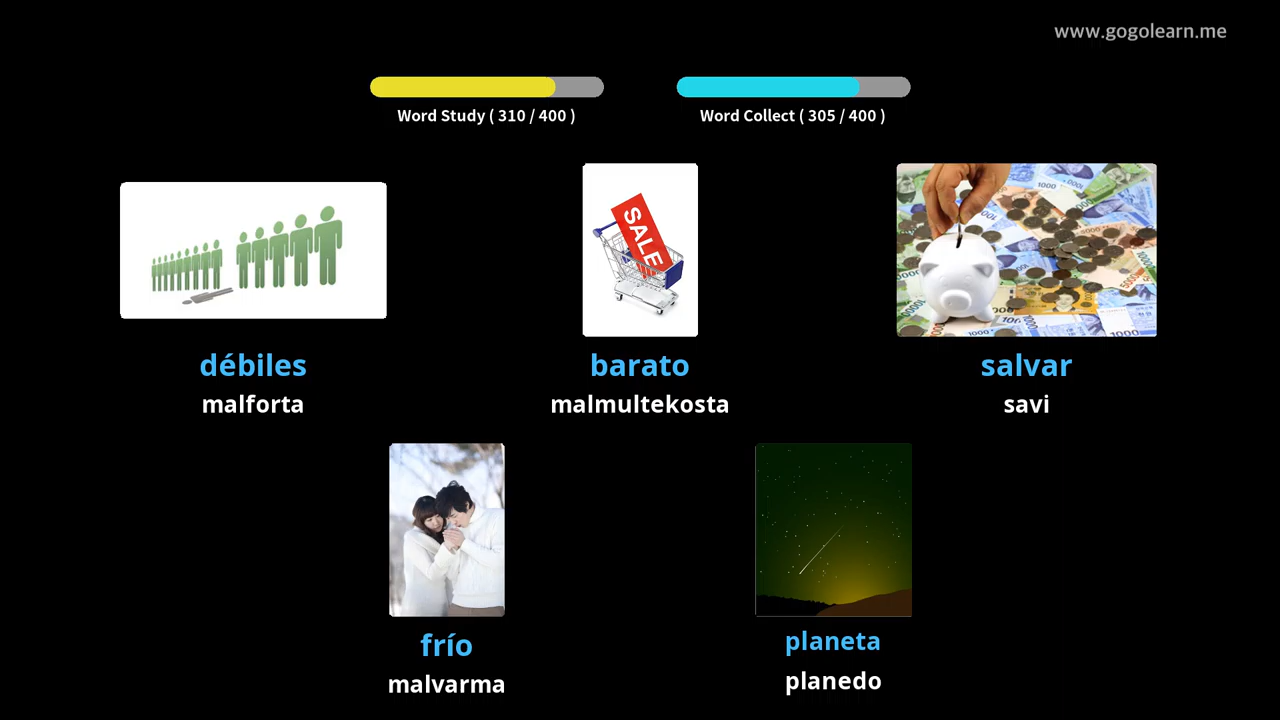 www.gogolearn.me
Word Study ( 310 / 400 )
Word Collect ( 305 / 400 )
SALE
débiles
malforta
barato
malmultekosta
salvar
savi
frío
malvarma
planeta
planedo